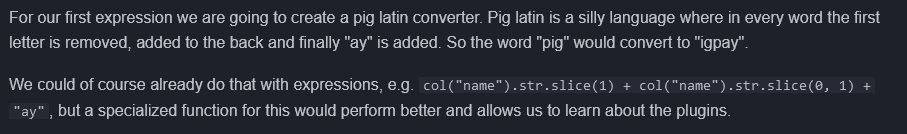 For our first expression we are going to create a pig latin converter. Pig latin is a silly language where in every word the first
letter is removed, added to the back and finally "ay" is added. So the word "pig" would convert to "igpay".
We could of course already do that with expressions, e.g. col("name").str.slice(1) + col("name").str.slice(0, 1) +
"ay" , but a specialized function for this would perform better and allows us to learn about the plugins.